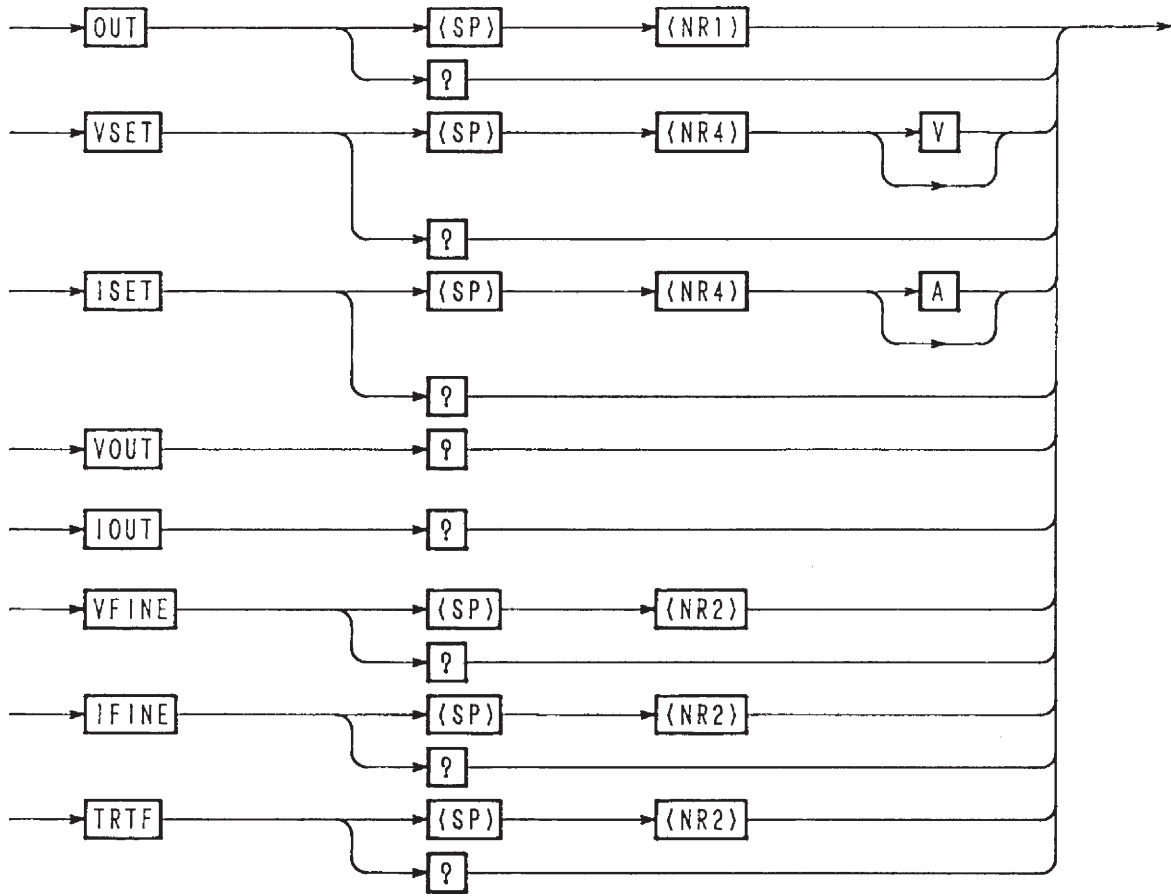 OUT (SP) (NR1)
?
VSET (SP) (NR4) V
?
ISET (SP) (NR4) A
?
VOUT ?
IOUT ?
VFINE (SP) (NR2)
?
IFINE (SP) (NR2)
?
TRTF (SP) (NR2)
?